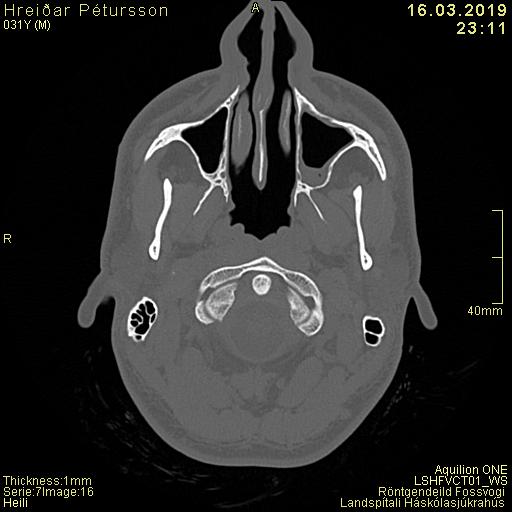 Hreiðar Pétursson
031Y (M)
A
16.03.2019
23:11
R
40mm
Thickness:1mm
Serie:7Image:16
Heili
Aquilion ONE
LSHFVCT01_WS
Röntgendeild Fossvogi
Landspítali Háskólasjúkrahús